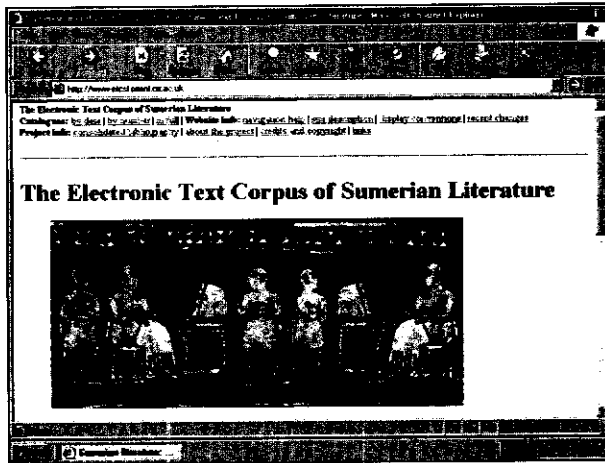 http://www-etcsl.orient.ox.ac.uk
The Electronic Text Corpus of Sumerian Literature
Catalogues: by date | by number | in full | Website info: navigation help | site description | display conventions | recent changes
Project info: consolidated bibliography | about the project | credits and copyright | links
The Electronic Text Corpus of Sumerian Literature